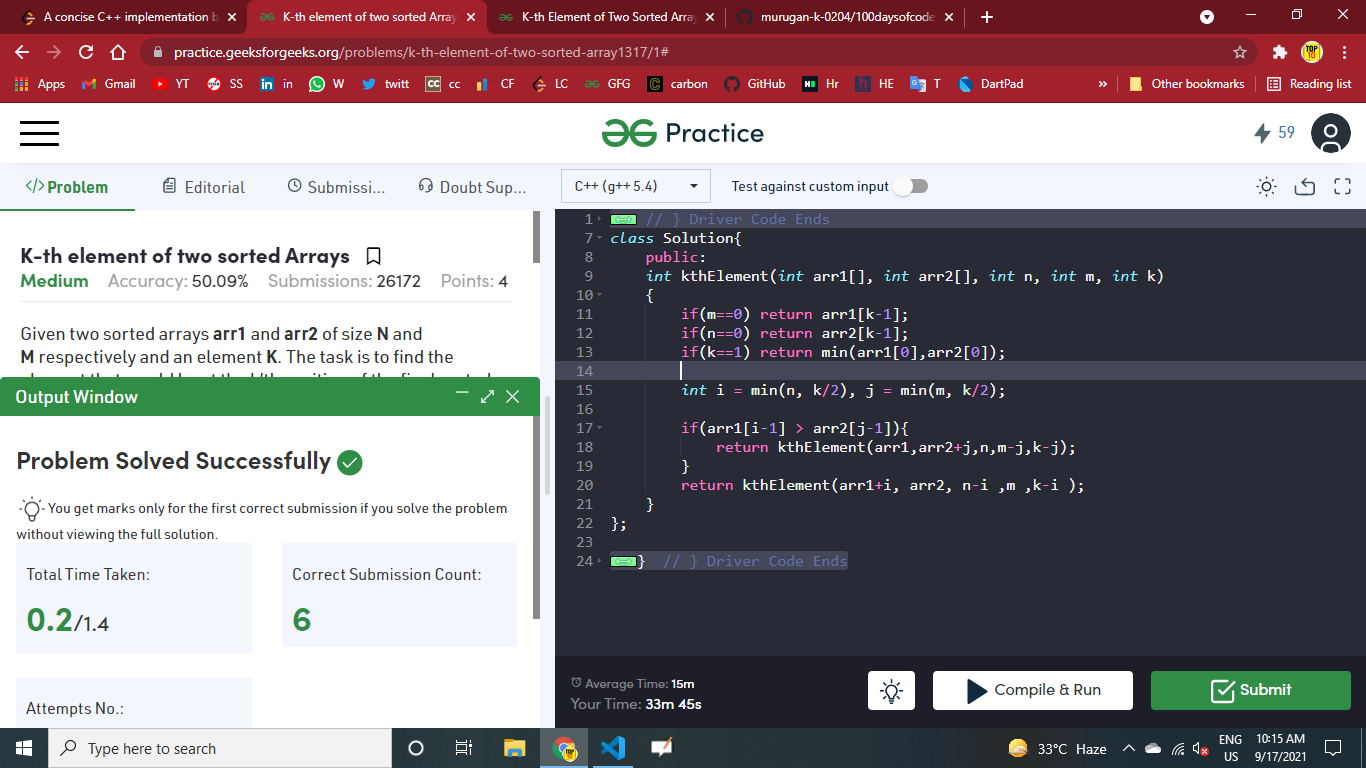 A concise C++ implementation b
K-th element of two sorted Array
K-th Element of Two Sorted Array
murugan-k-0204/100daysofcode
practice.geeksforgeeks.org/problems/k-th-element-of-two-sorted-array1317/1#
Apps Gmail YT SS in W twitt cc CF LC GFG carbon GitHub Hr HE T DartPad » Other bookmarks Reading list
Practice
59
</>Problem Editorial Submissi... Doubt Sup...
C++ (g++ 5.4) Test against custom input
K-th element of two sorted Arrays
Medium Accuracy: 50.09% Submissions: 26172 Points: 4
Given two sorted arrays arr1 and arr2 of size N and
M respectively and an element K. The task is to find the
Output Window
Problem Solved Successfully
You get marks only for the first correct submission if you solve the problem
without viewing the full solution.
Total Time Taken:
0.2/1.4
Correct Submission Count:
6
Attempts No.:
1 // } Driver Code Ends
7 class Solution{
8 public:
9 int kthElement(int arr1[], int arr2[], int n, int m, int k)
10 {
11 if(m==0) return arr1[k-1];
12 if(n==0) return arr2[k-1];
13 if(k==1) return min(arr1[0],arr2[0]);
14
15 int i = min(n, k/2), j = min(m, k/2);
16
17 if(arr1[i-1] > arr2[j-1]){
18 return kthElement(arr1,arr2+j,n,m-j,k-j);
19 }
20 return kthElement(arr1+i, arr2, n-i ,m ,k-i );
21 }
22 };
23
24 } // } Driver Code Ends
Average Time: 15m
Your Time: 33m 45s
Compile & Run
Submit
Type here to search
33°C Haze
ENG
US
10:15 AM
9/17/2021